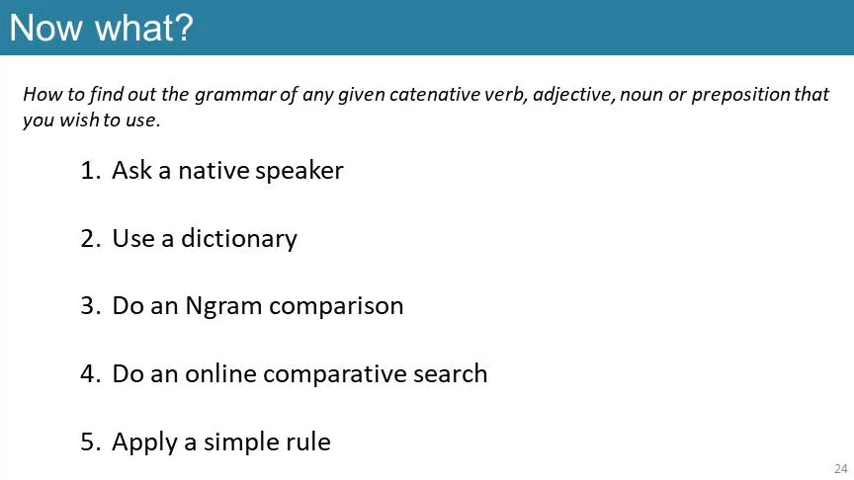 Now what?
How to find out the grammar of any given catenative verb, adjective, noun or preposition that
you wish to use.
1. Ask a native speaker
2. Use a dictionary
3. Do an Ngram comparison
4. Do an online comparative search
5. Apply a simple rule
24